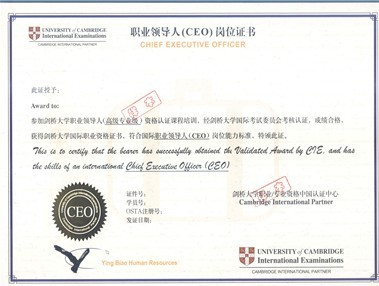 UNIVERSITY of CAMBRIDGE
International Examinations
CAMBRIDGE INTERNATIONAL PARTNER
职业领导人(CEO)岗位证书
CHIEF EXECUTIVE OFFICER
此证授予：
Award to:
参加剑桥大学职业领导人(高级专业级)资格认证课程培训，经剑桥大学国际考试委员会考核认证，成绩合格，
获得剑桥大学国际职业资格证书，符合国际职业领导人(CEO)岗位能力标准，特颁此证。
This is to certify that the bearer has successfully obtained the Validated Award by CIE, and has
the skills of an international Chief Executive Officer (CEO)
CEO
证件号：
学员号：
OSTA注册号：
发证日期：
剑桥大学职业/专业资格中国认证中心
Cambridge International Partner
Ying Biao Human Resources
UNIVERSITY of CAMBRIDGE
International Examinations
CAMBRIDGE INTERNATIONAL PARTNER